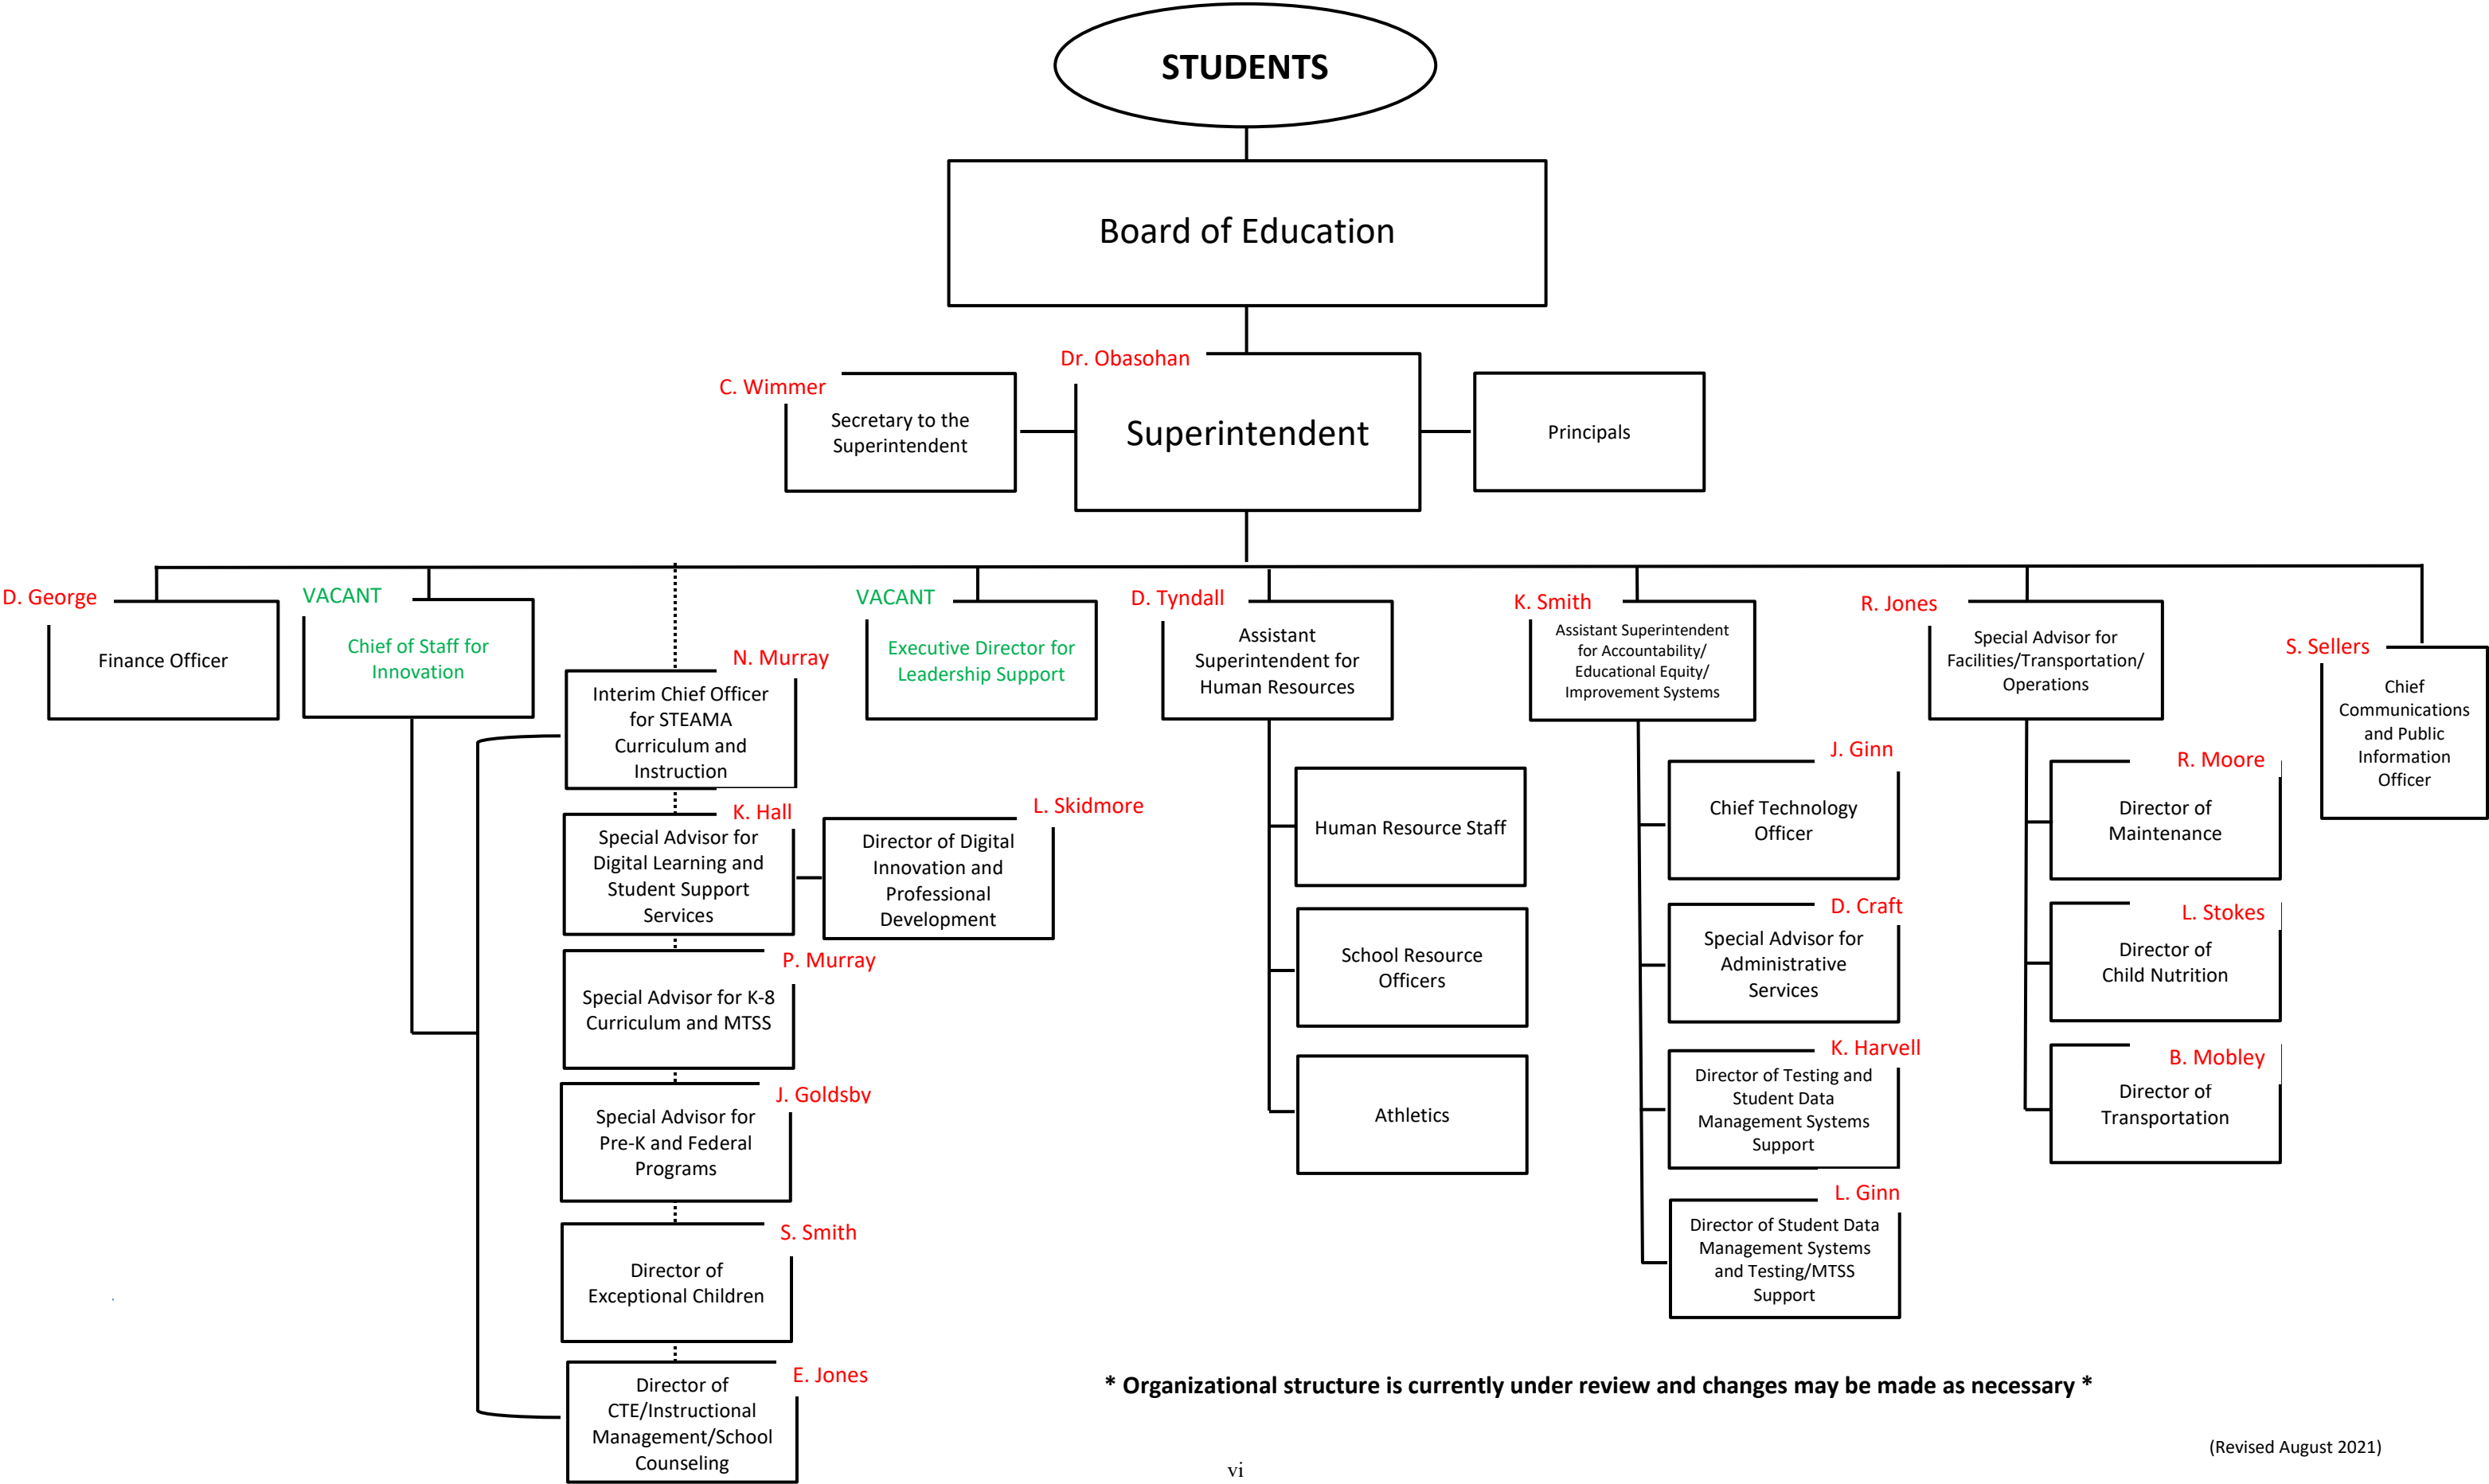 STUDENTS
Board of Education
Dr. Obasohan
Superintendent
C. Wimmer
Secretary to the
Superintendent
Principals
D. George
Finance Officer
VACANT
Chief of Staff for
Innovation
N. Murray
Interim Chief Officer
for STEAMA
Curriculum and
Instruction
K. Hall
Special Advisor for
Digital Learning and
Student Support
Services
L. Skidmore
Director of Digital
Innovation and
Professional
Development
P. Murray
Special Advisor for K-8
Curriculum and MTSS
J. Goldsby
Special Advisor for
Pre-K and Federal
Programs
S. Smith
Director of
Exceptional Children
E. Jones
Director of
CTE/Instructional
Management/School
Counseling
VACANT
Executive Director for
Leadership Support
D. Tyndall
Assistant
Superintendent for
Human Resources
Human Resource Staff
School Resource
Officers
Athletics
K. Smith
Assistant Superintendent
for Accountability/
Educational Equity/
Improvement Systems
J. Ginn
Chief Technology
Officer
D. Craft
Special Advisor for
Administrative
Services
K. Harvell
Director of Testing and
Student Data
Management Systems
Support
L. Ginn
Director of Student Data
Management Systems
and Testing/MTSS
Support
R. Jones
Special Advisor for
Facilities/Transportation/
Operations
R. Moore
Director of
Maintenance
L. Stokes
Director of
Child Nutrition
B. Mobley
Director of
Transportation
S. Sellers
Chief
Communications
and Public
Information
Officer
* Organizational structure is currently under review and changes may be made as necessary *
(Revised August 2021)
vi